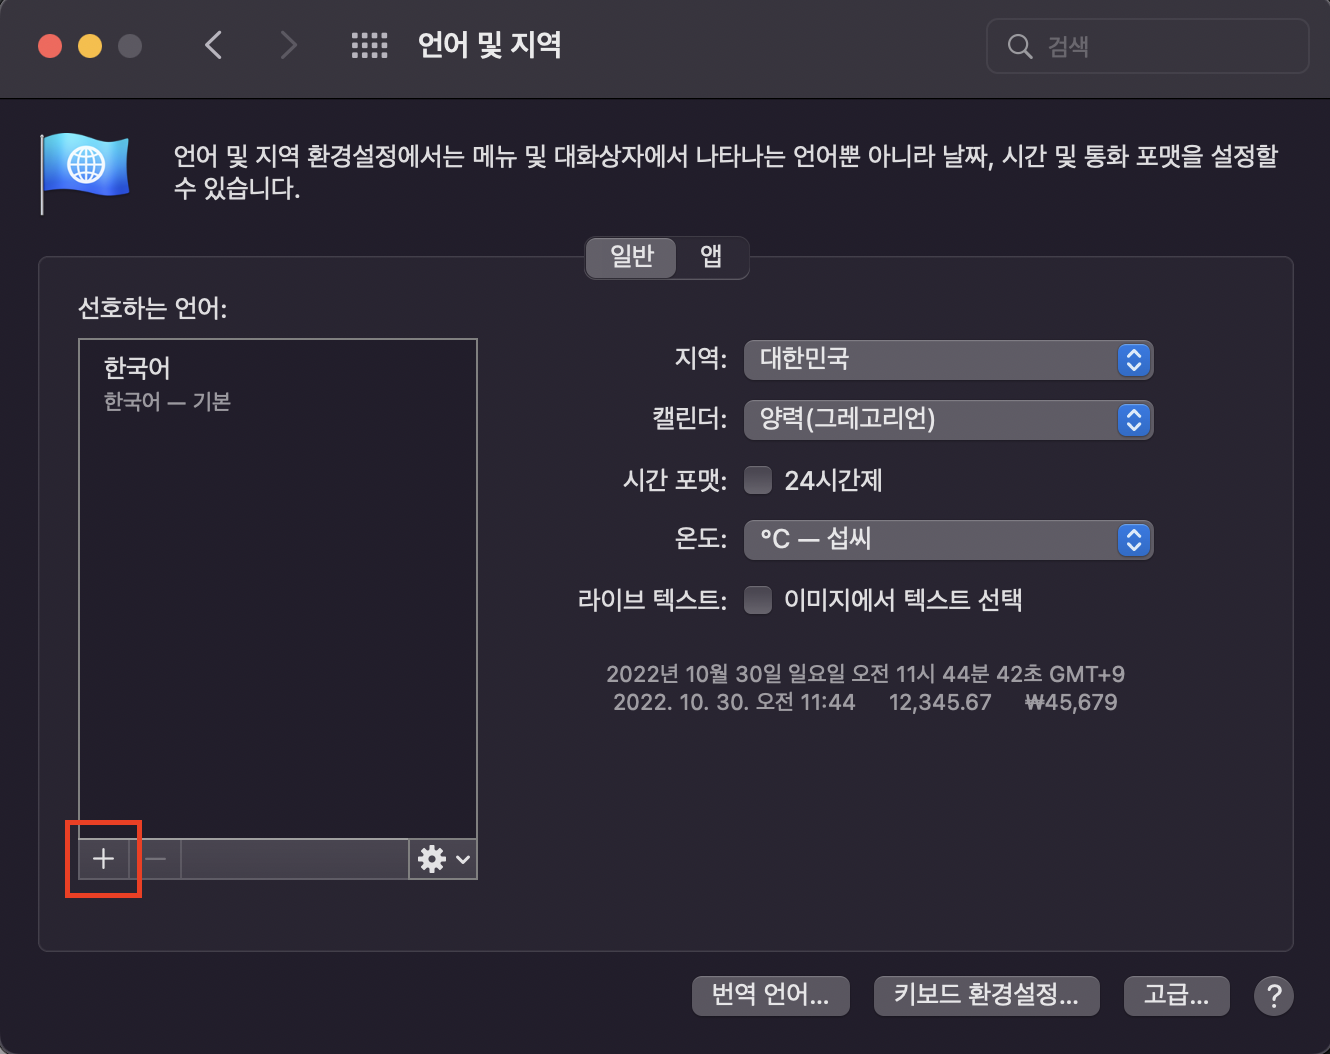 언어 및 지역
검색
언어 및 지역 환경설정에서는 메뉴 및 대화상자에서 나타나는 언어뿐 아니라 날짜, 시간 및 통화 포맷을 설정할
수 있습니다.
일반 앱
선호하는 언어:
한국어
한국어 — 기본
지역: 대한민국
캘린더: 양력(그레고리언)
시간 포맷: 24시간제
온도: °C — 섭씨
라이브 텍스트: 이미지에서 텍스트 선택
2022년 10월 30일 일요일 오전 11시 44분 42초 GMT+9
2022. 10. 30. 오전 11:44 12,345.67 ₩45,679
번역 언어... 키보드 환경설정... 고급... ?